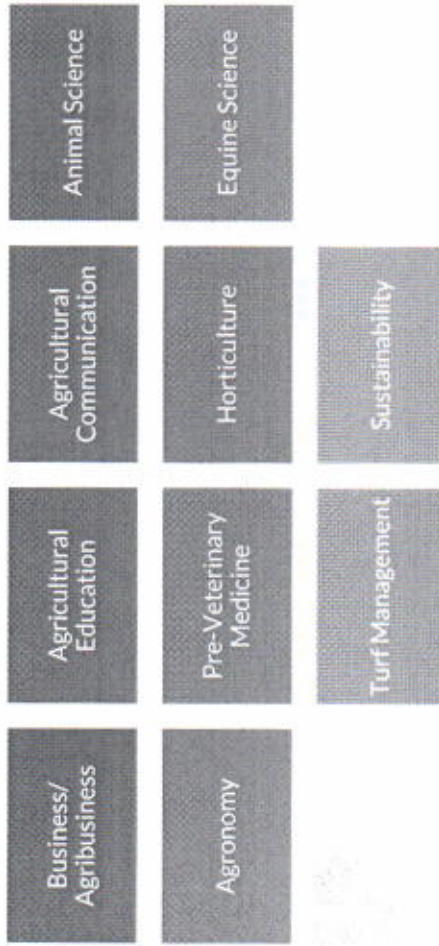 Business/
Agribusiness
Agricultural
Education
Agricultural
Communication
Animal Science
Agronomy
Pre-Veterinary
Medicine
Horticulture
Equine Science
Turf Management
Sustainability